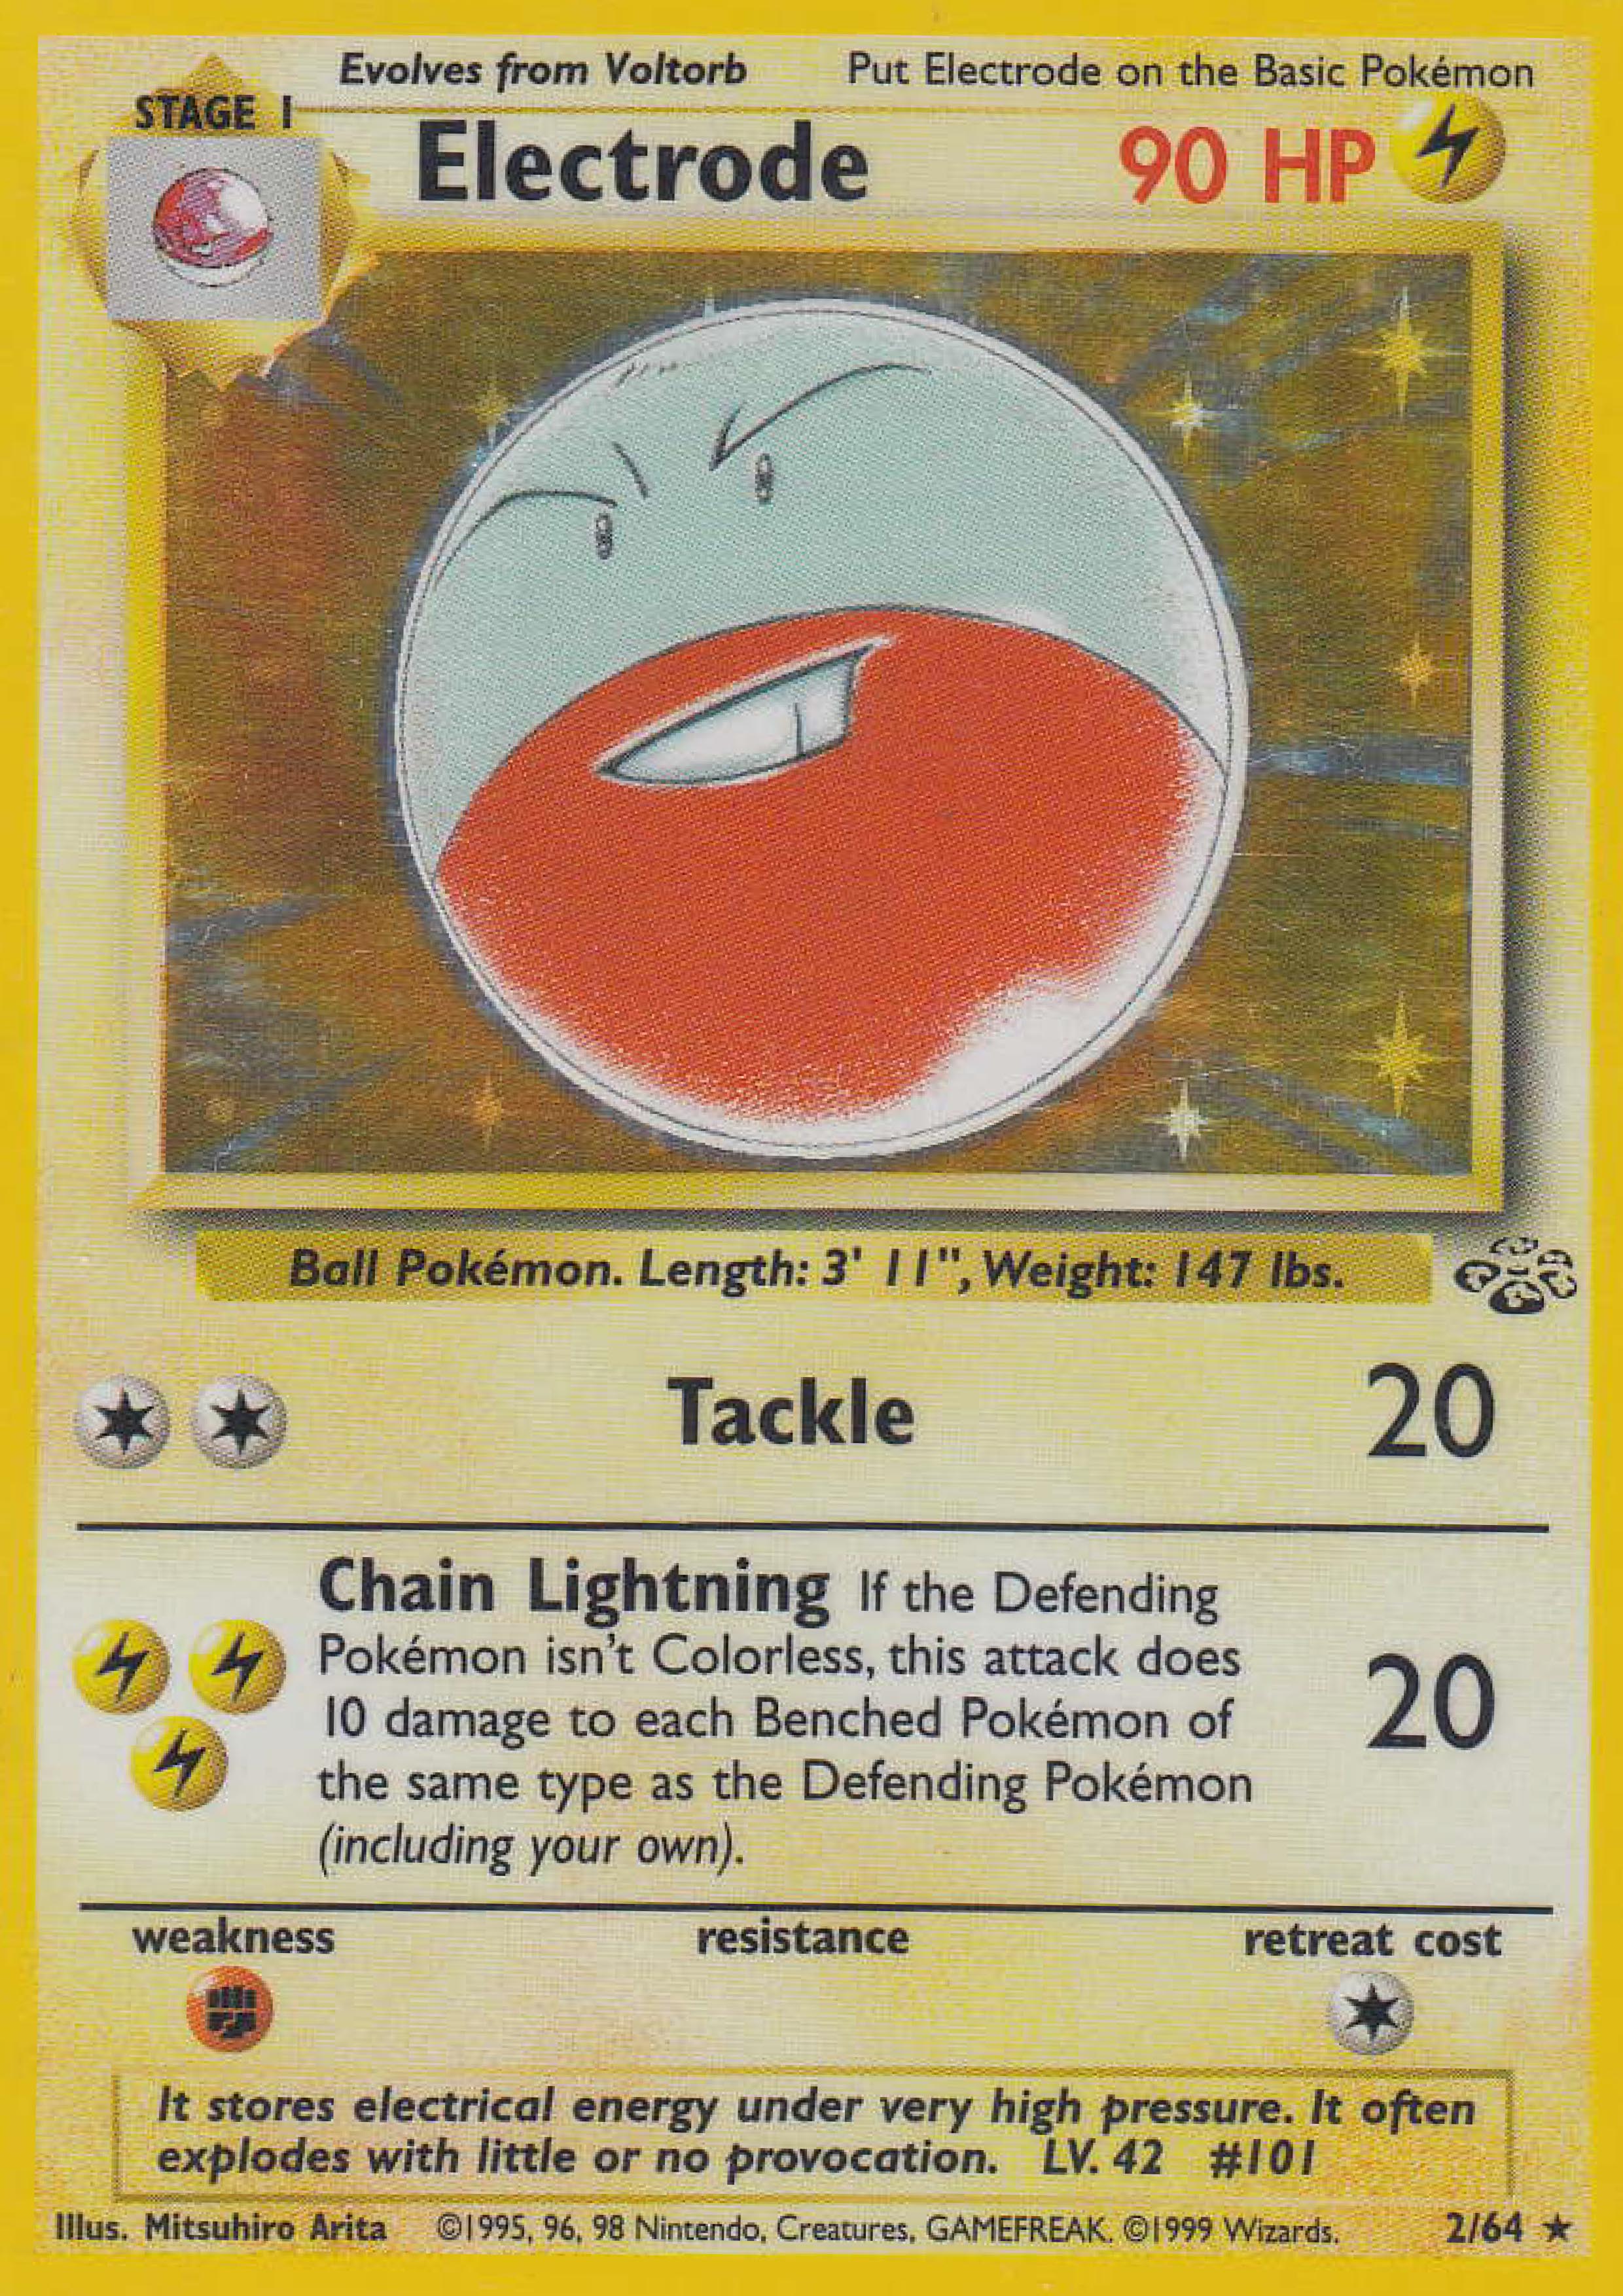 Evolves from Voltorb Put Electrode on the Basic Pokémon
STAGE 1
Electrode 90 HP
Ball Pokémon. Length: 3' 11", Weight: 147 lbs.
Tackle 20
Chain Lightning If the Defending
Pokémon isn't Colorless, this attack does
10 damage to each Benched Pokémon of
the same type as the Defending Pokémon
(including your own).
20
weakness resistance retreat cost
It stores electrical energy under very high pressure. It often
explodes with little or no provocation. LV. 42 #101
Illus. Mitsuhiro Arita ©1995, 96, 98 Nintendo, Creatures, GAMEFREAK. ©1999 Wizards. 2/64 ★